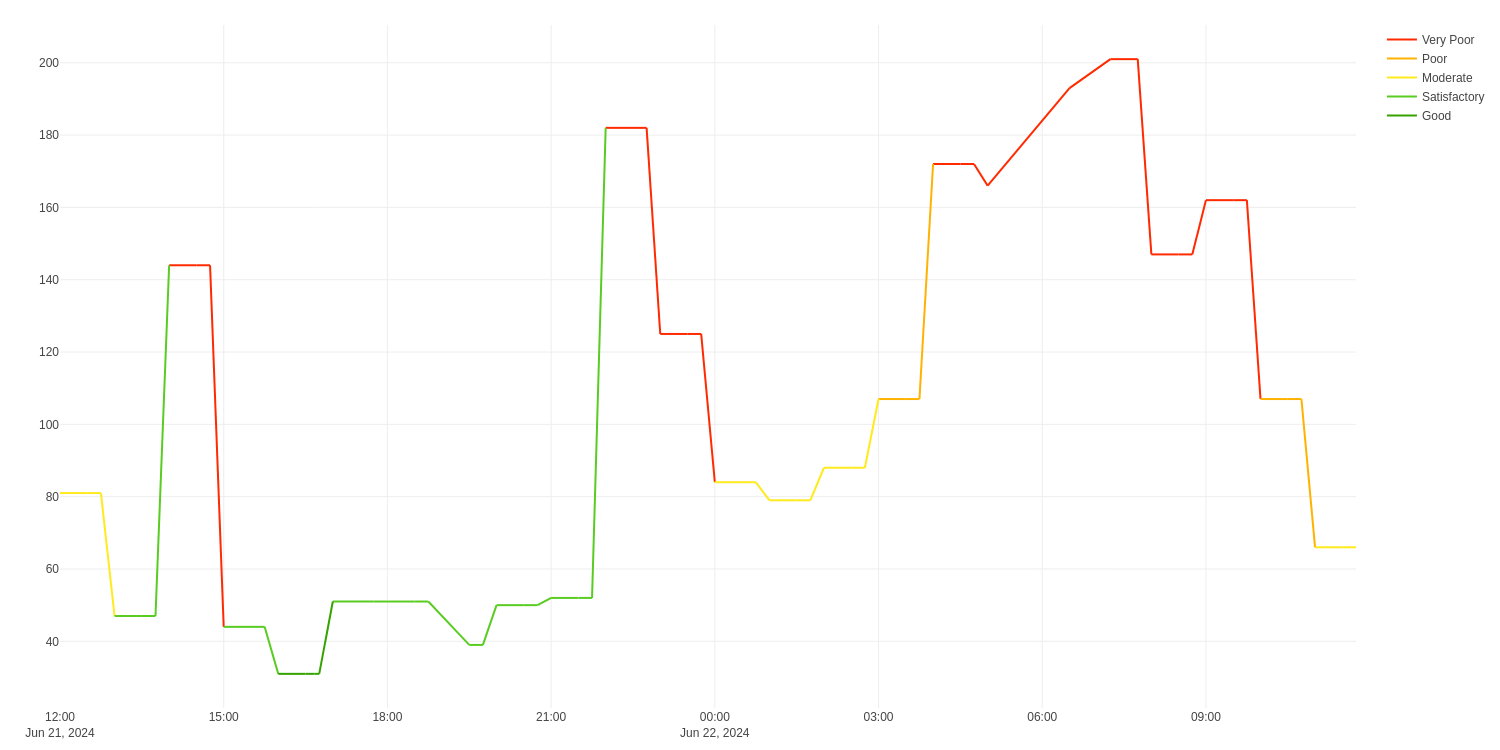 200
180
160
140
120
100
80
60
40
12:00
Jun 21, 2024
15:00
18:00
21:00
00:00
Jun 22, 2024
03:00
06:00
09:00
Very Poor
Poor
Moderate
Satisfactory
Good